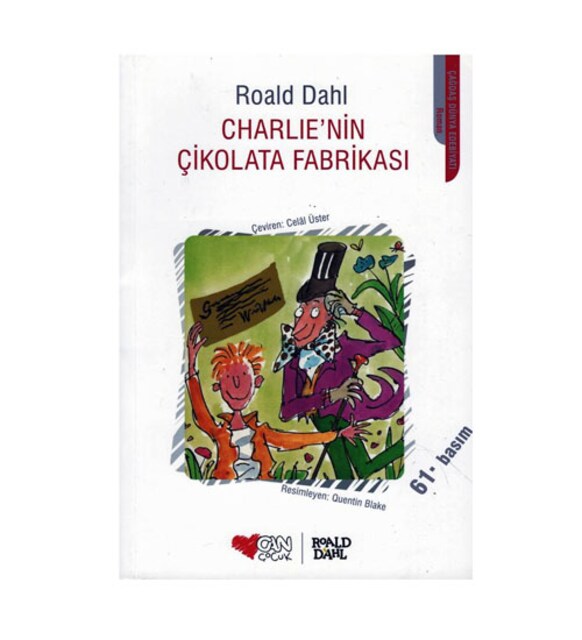 Roald Dahl
CHARLIE'NİN
ÇİKOLATA FABRİKASI
ÇAĞDAŞ DÜNYA EDEBİYATI
Roman
Çeviren: Celâl Üster
Resimleyen: Quentin Blake
61. basım
CAN
ÇOCUK
ROALD
DAHL